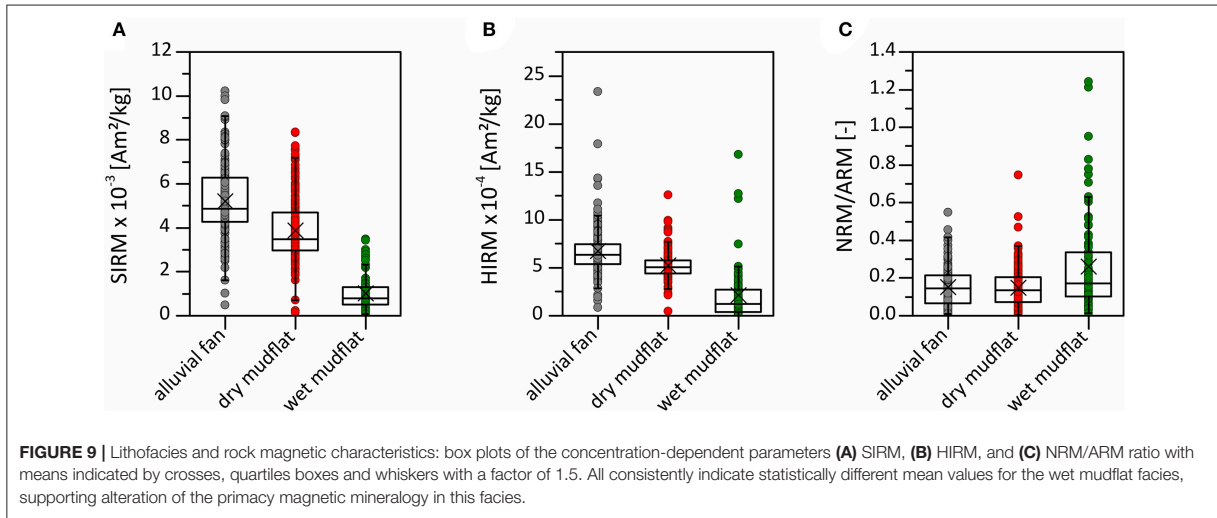 A
SIRM x 10⁻³ [Am²/kg]
12
10
8
6
4
2
0
alluvial fan
dry mudflat
wet mudflat
B
HIRM x 10⁻⁴ [Am²/kg]
25
20
15
10
5
0
alluvial fan
dry mudflat
wet mudflat
C
NRM/ARM [-]
1.4
1.2
1.0
0.8
0.6
0.4
0.2
0.0
alluvial fan
dry mudflat
wet mudflat
FIGURE 9 | Lithofacies and rock magnetic characteristics: box plots of the concentration-dependent parameters (A) SIRM, (B) HIRM, and (C) NRM/ARM ratio with
means indicated by crosses, quartiles boxes and whiskers with a factor of 1.5. All consistently indicate statistically different mean values for the wet mudflat facies,
supporting alteration of the primacy magnetic mineralogy in this facies.